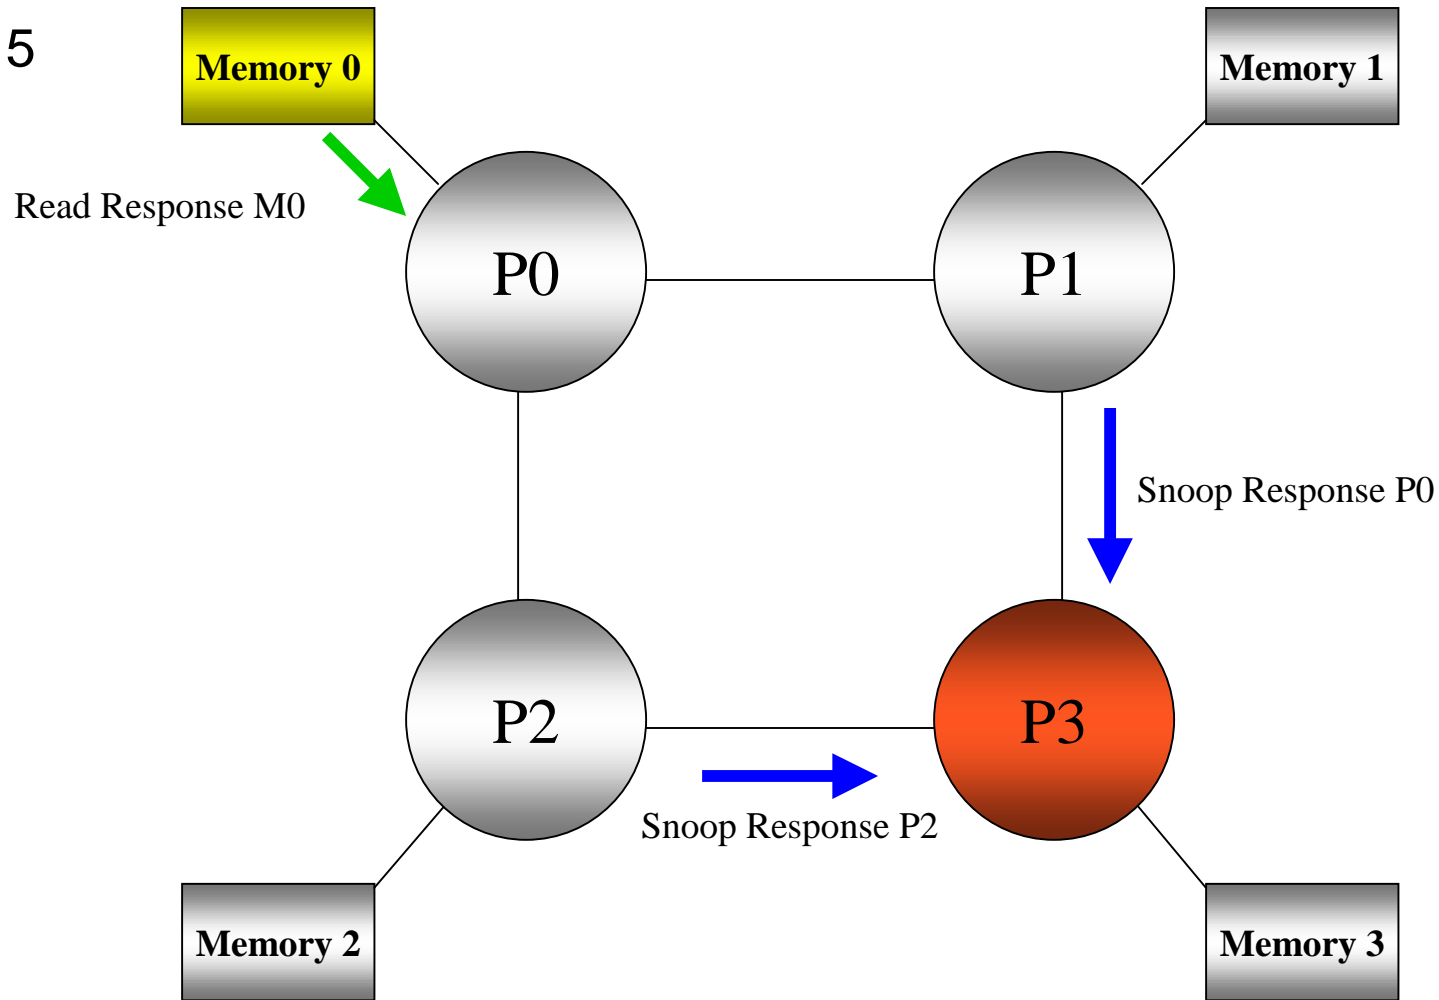 5
Memory 0
Memory 1
Read Response M0
P0
P1
Snoop Response P0
P2
P3
Snoop Response P2
Memory 2
Memory 3